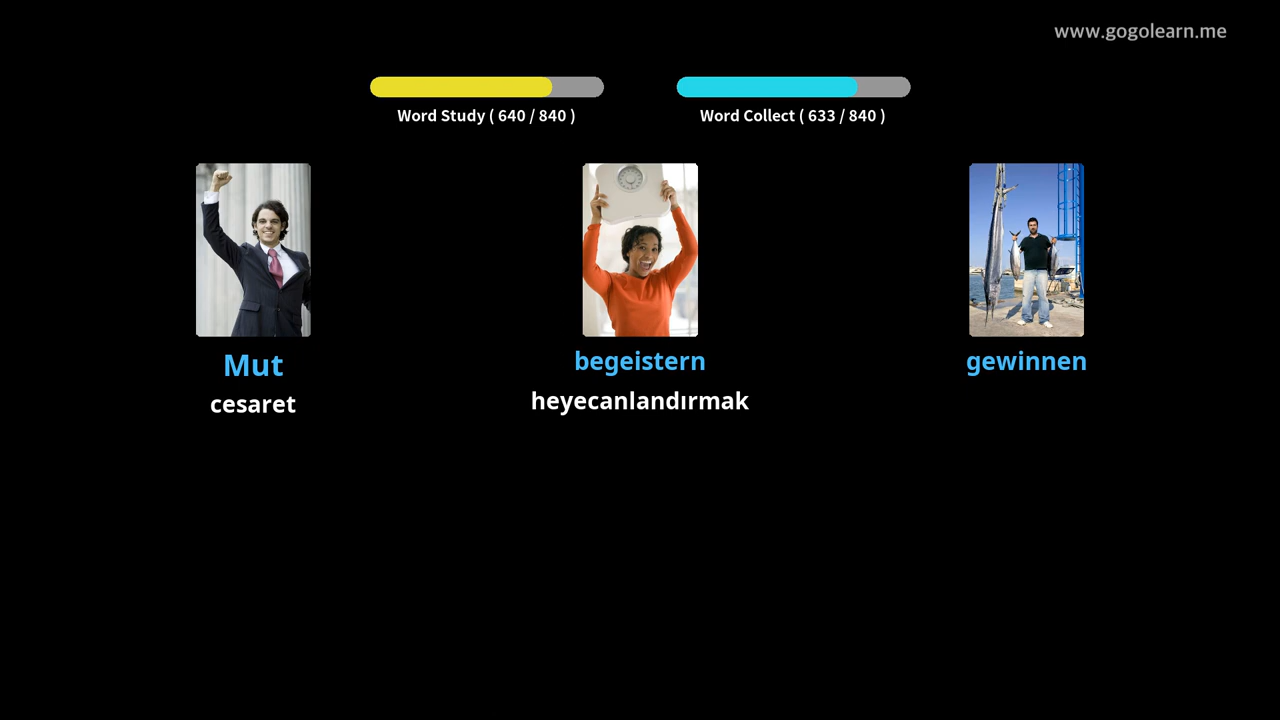 www.gogolearn.me
Word Study ( 640 / 840 )
Word Collect ( 633 / 840 )
Mut
cesaret
begeistern
heyecanlandırmak
gewinnen